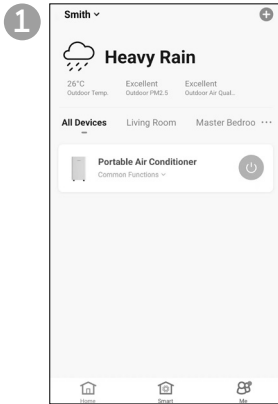 1
Smith
Heavy Rain
26°C Excellent Excellent
Outdoor Temp. Outdoor PM2.5 Outdoor Air Qual..
All Devices Living Room Master Bedroo ···
Portable Air Conditioner
Common Functions
Home Smart Me